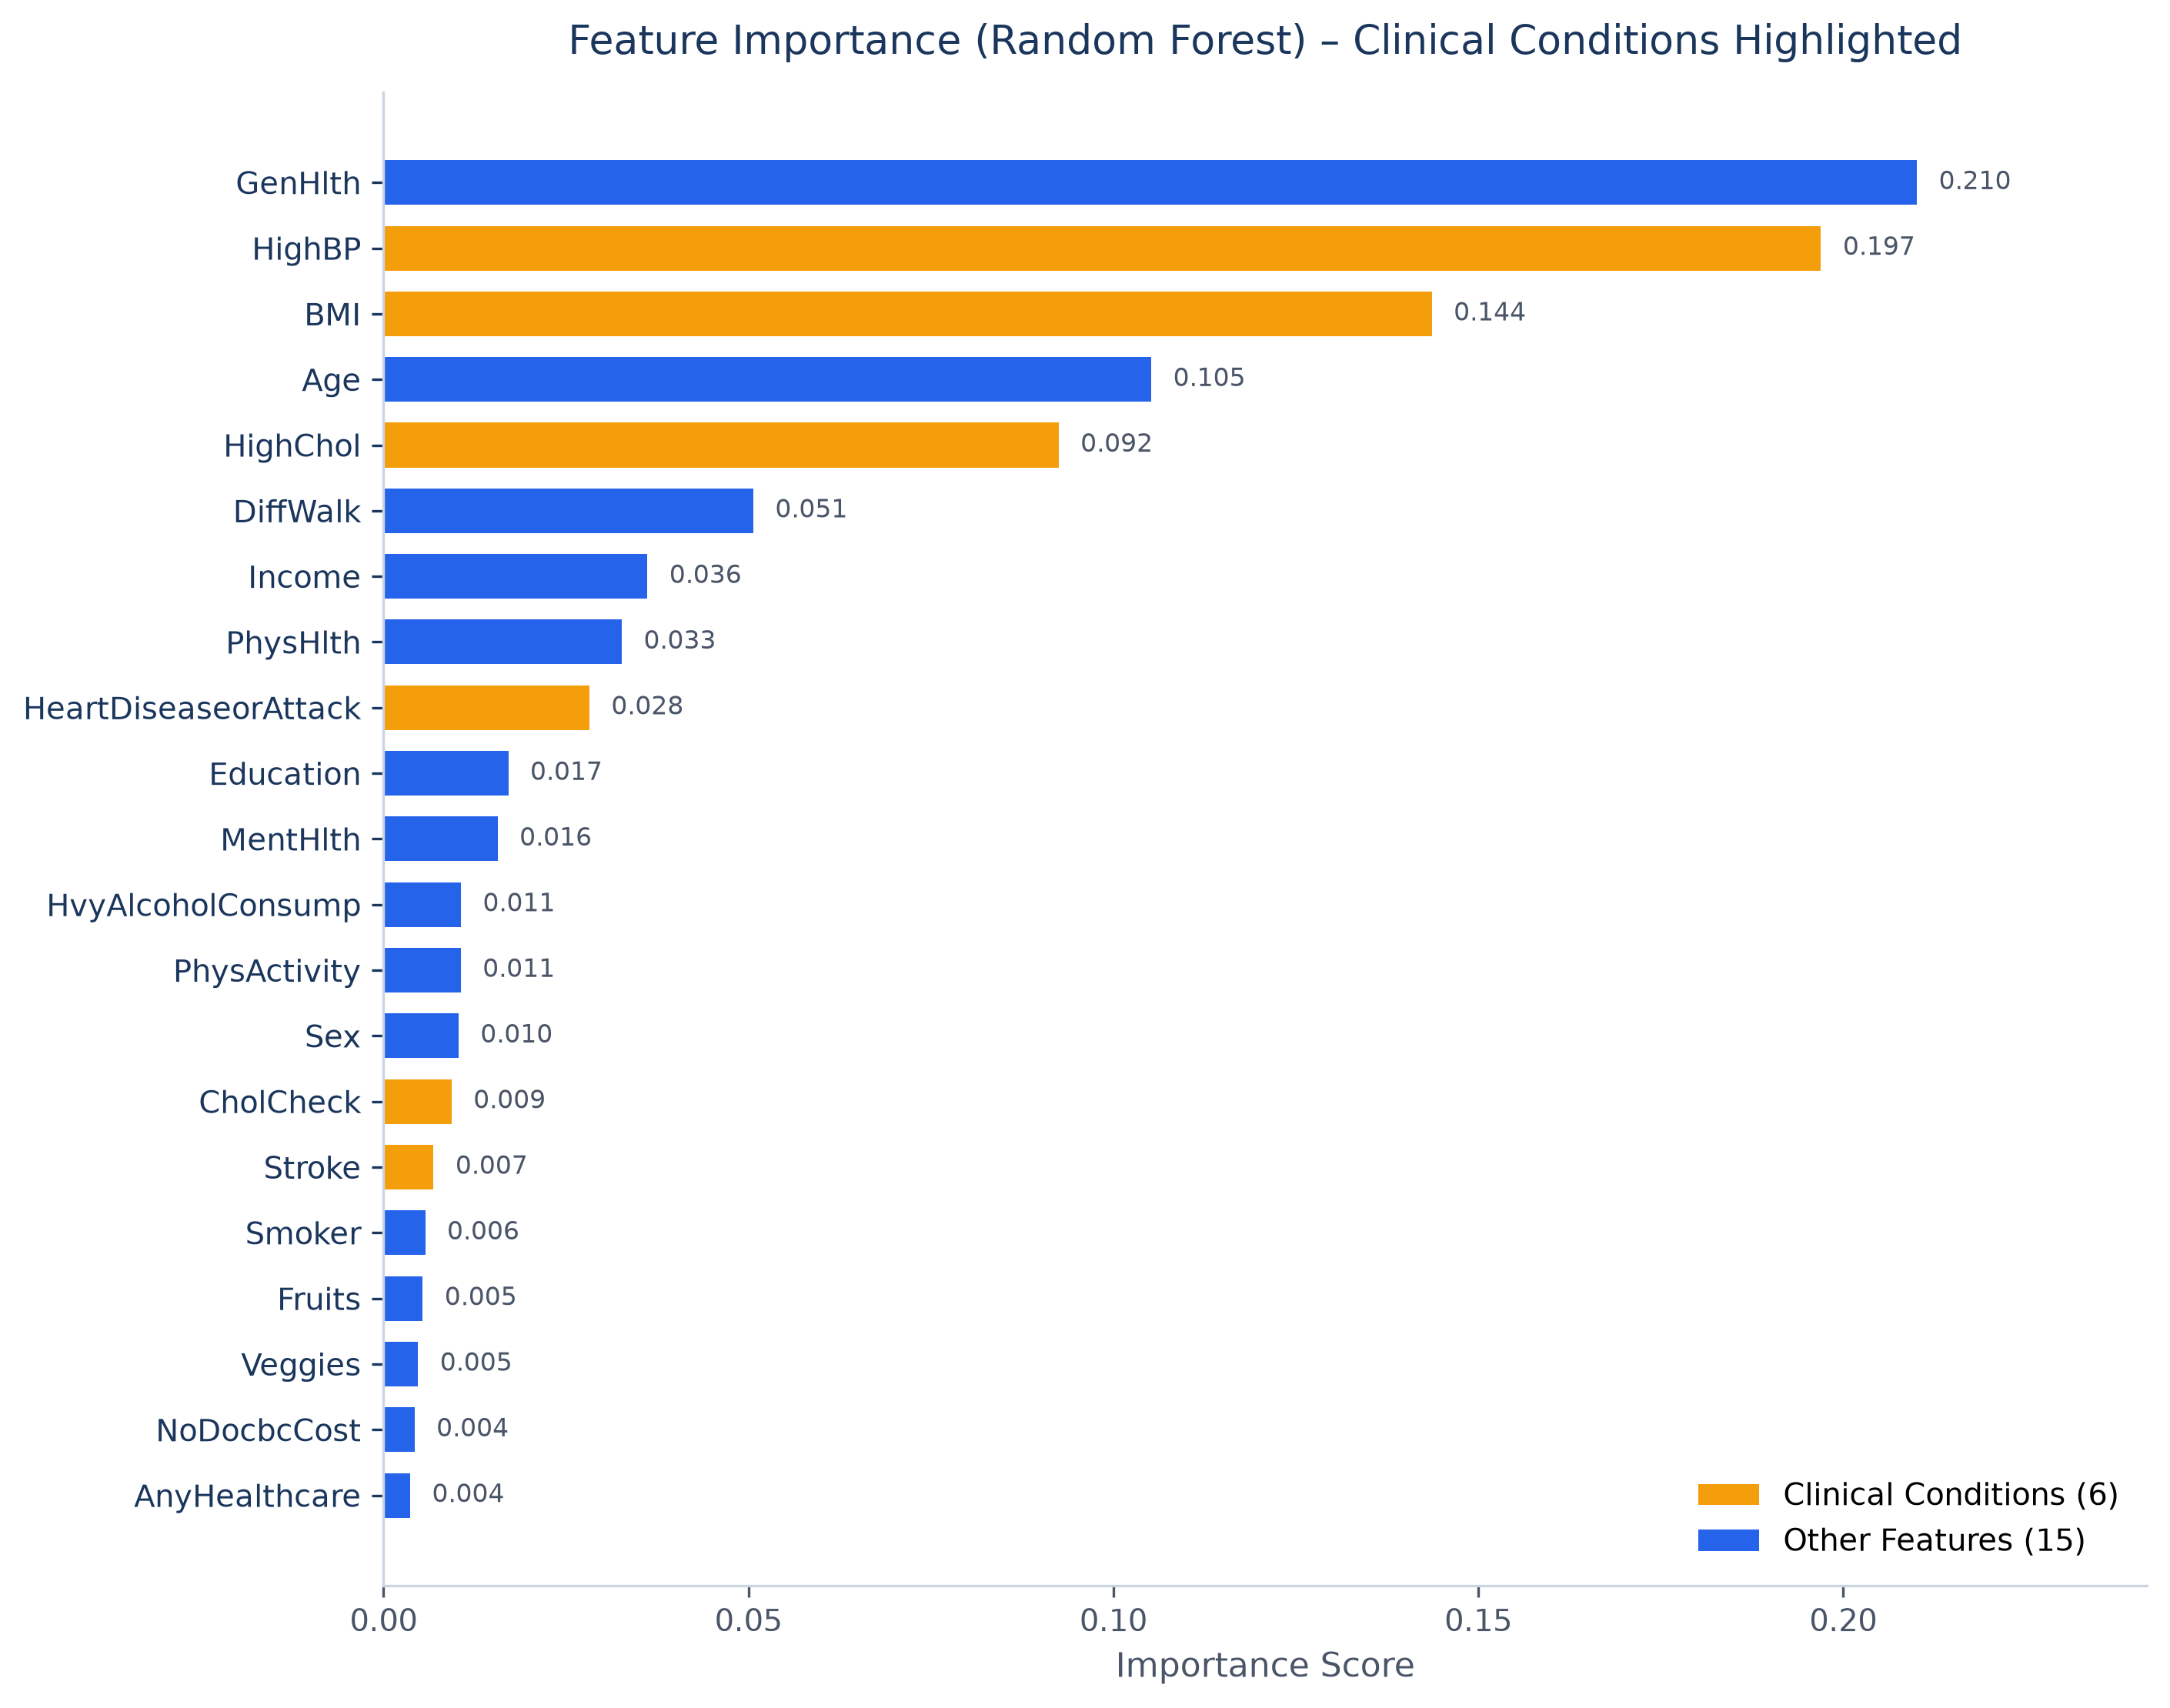 Feature Importance (Random Forest) – Clinical Conditions Highlighted
GenHlth 0.210
HighBP 0.197
BMI 0.144
Age 0.105
HighChol 0.092
DiffWalk 0.051
Income 0.036
PhysHlth 0.033
HeartDiseaseorAttack 0.028
Education 0.017
MentHlth 0.016
HvyAlcoholConsump 0.011
PhysActivity 0.011
Sex 0.010
CholCheck 0.009
Stroke 0.007
Smoker 0.006
Fruits 0.005
Veggies 0.005
NoDocbcCost 0.004
AnyHealthcare 0.004
Clinical Conditions (6)
Other Features (15)
0.00 0.05 0.10 0.15 0.20
Importance Score